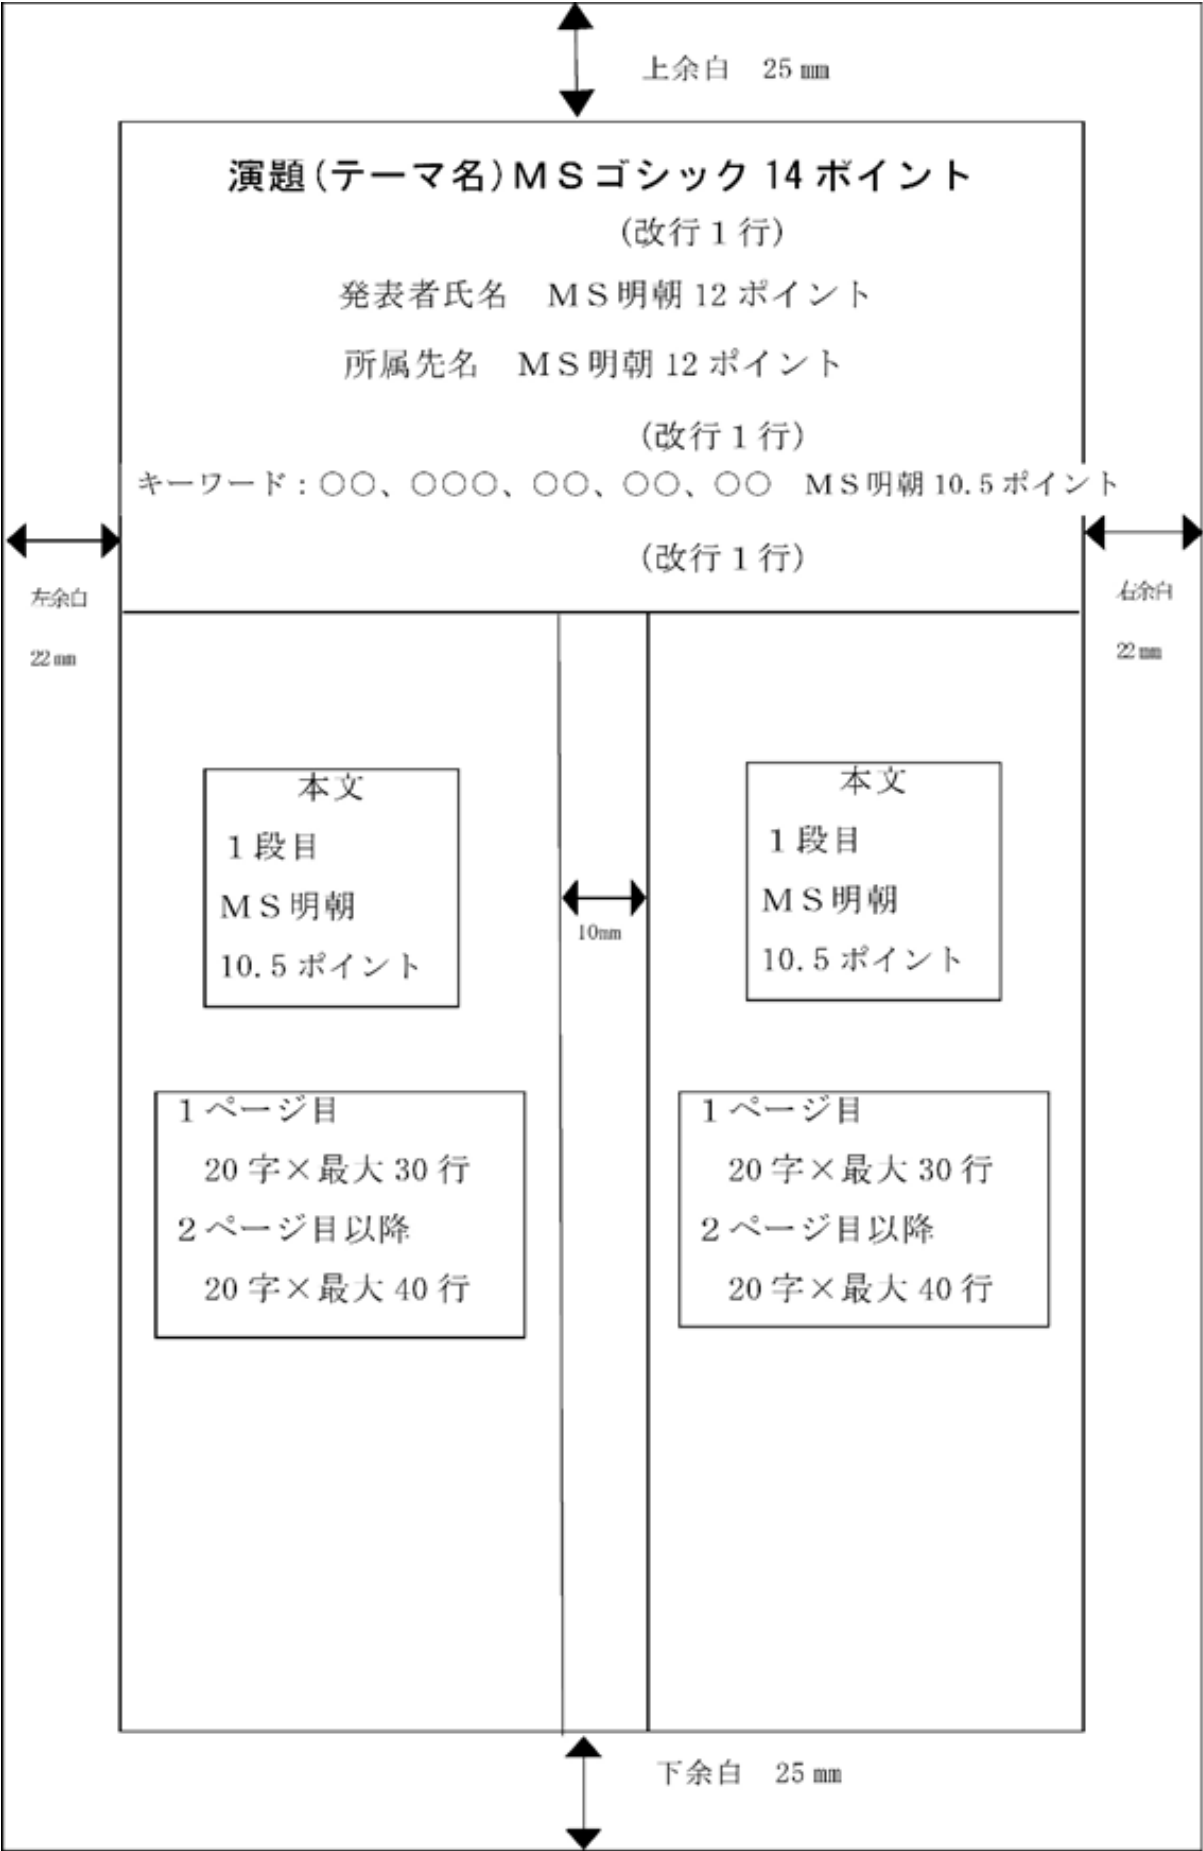 上余白　25㎜
演題(テーマ名)ＭＳゴシック 14 ポイント
(改行１行)
発表者氏名　ＭＳ明朝 12 ポイント
所属先名　ＭＳ明朝 12 ポイント
(改行１行)
キーワード：○○、○○○、○○、○○、○○　ＭＳ明朝 10.5 ポイント
(改行１行)
左余白
22㎜
右余白
22㎜
本文
１段目
ＭＳ明朝
10.5 ポイント
10㎜
本文
１段目
ＭＳ明朝
10.5 ポイント
１ページ目
20 字×最大 30 行
２ページ目以降
20 字×最大 40 行
１ページ目
20 字×最大 30 行
２ページ目以降
20 字×最大 40 行
下余白　25㎜